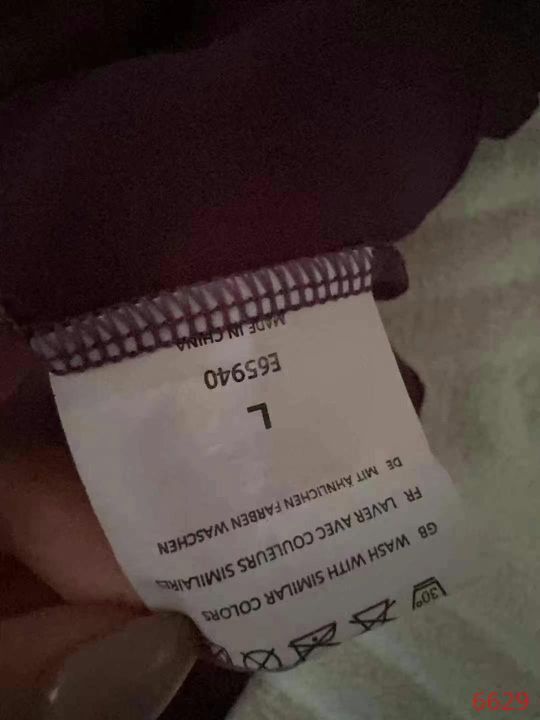 30°
GB WASH WITH SIMILAR COLORS
FR LAVER AVEC COULEURS SIMILAIRES
DE MIT ÄHNLICHEN FARBEN WASCHEN
L
E65940
MADE IN CHINA
6629